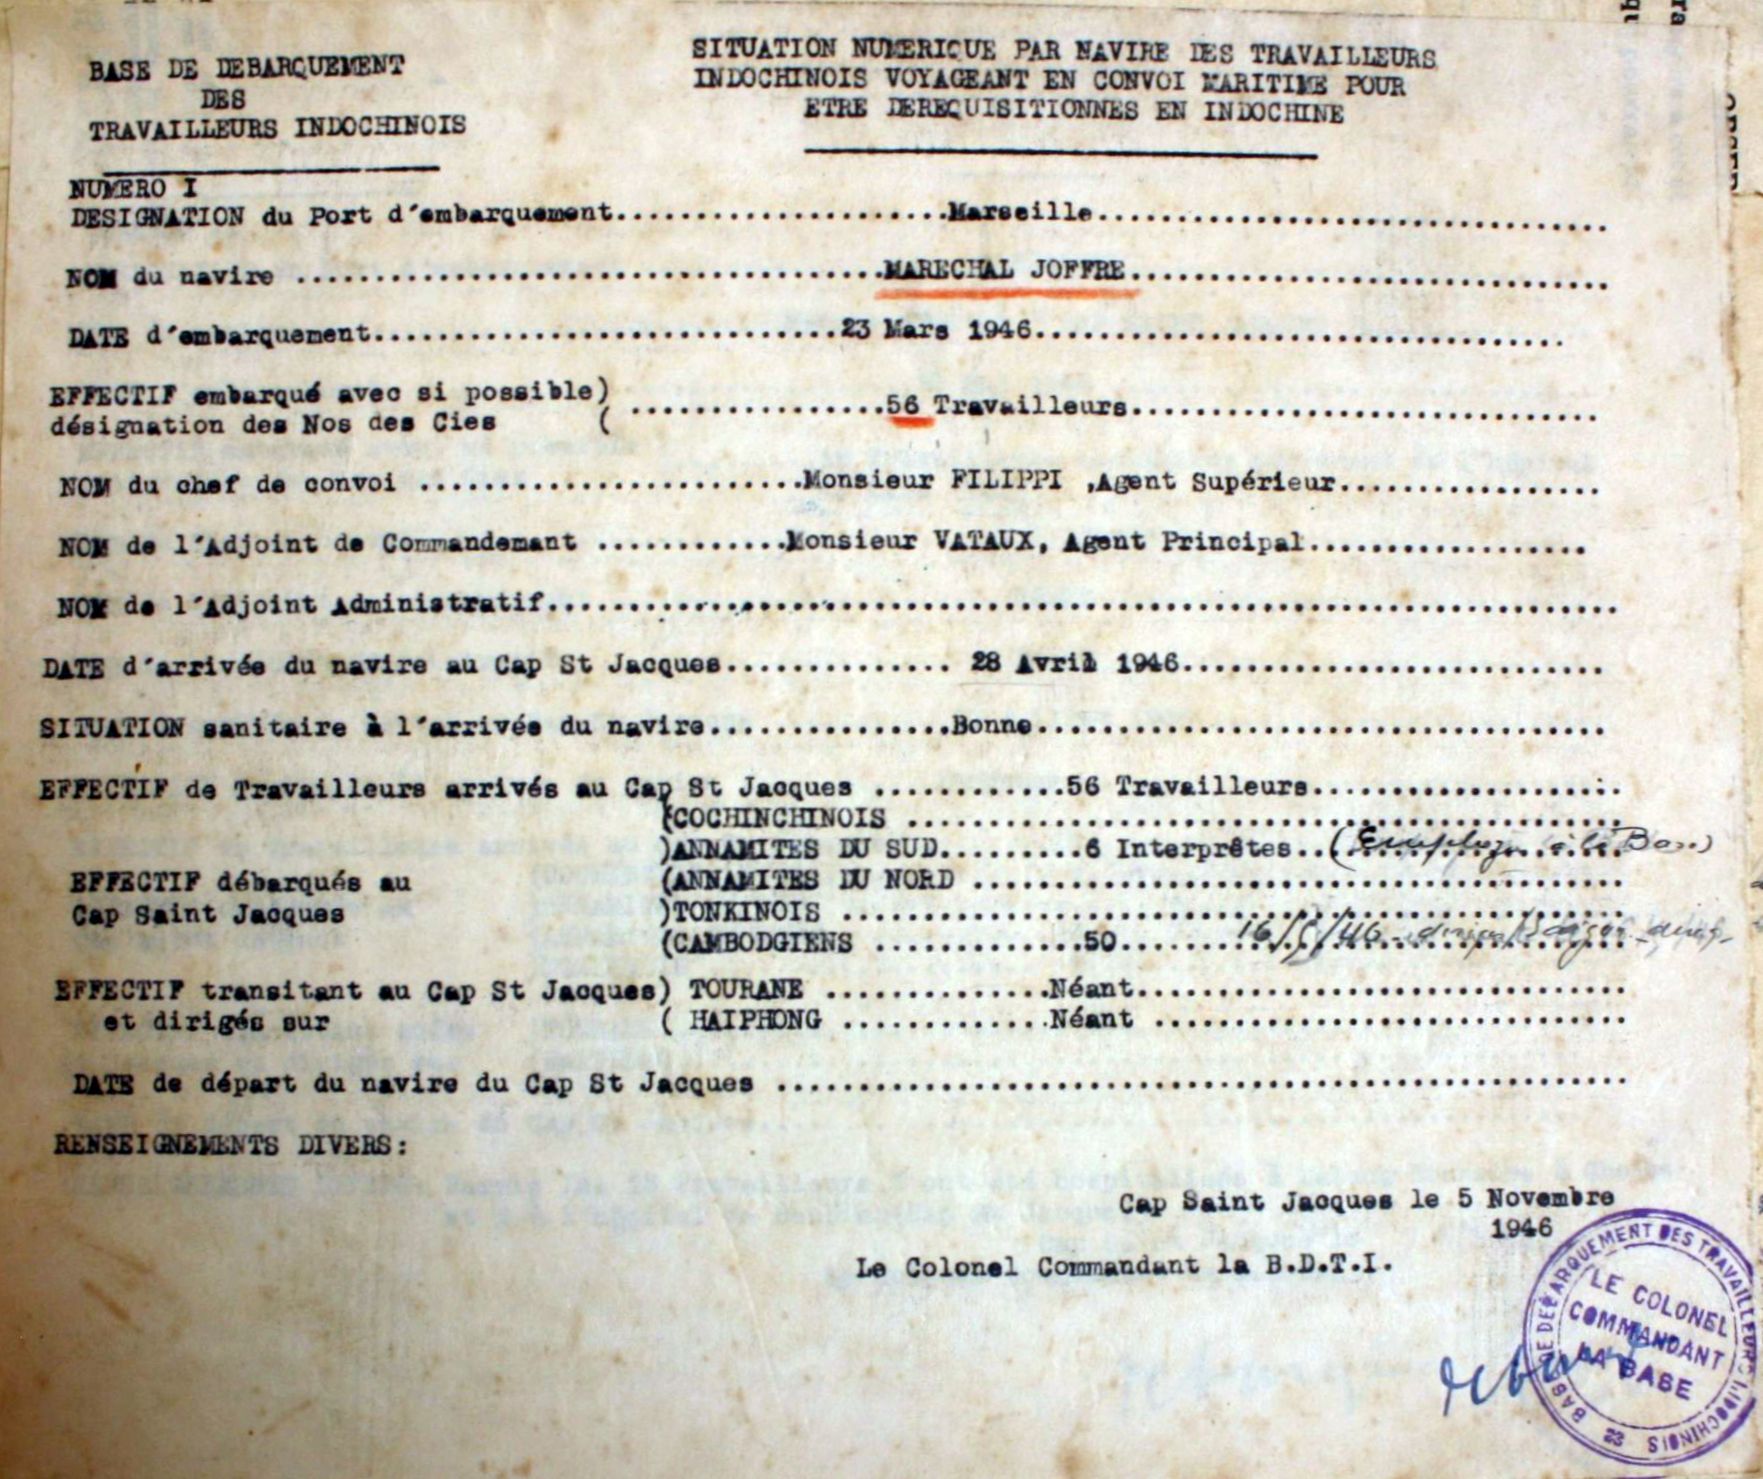 BASE DE DEBARQUEMENT
DES
TRAVAILLEURS INDOCHINOIS
SITUATION NUMERIQUE PAR NAVIRE DES TRAVAILLEURS
INDOCHINOIS VOYAGEANT EN CONVOI MARITIME POUR
ETRE DEREQUISITIONNES EN INDOCHINE
NUMERO I
DESIGNATION du Port d'embarquement.....................Marseille................................
NOM du navire .....................................MARECHAL JOFFRE..............................
DATE d'embarquement.............................23 Mars 1946.................................
EFFECTIF embarqué avec si possible)
désignation des Nos des Cies (
................56 Travailleurs.............................
NOM du chef de convoi ........................Monsieur FILIPPI ,Agent Supérieur.................
NOM de l'Adjoint de Commandemant ............Monsieur VATAUX, Agent Principal..................
NOM de l'Adjoint Administratif...................................................................
DATE d'arrivée du navire au Cap St Jacques.............. 28 Avril 1946...........................
SITUATION sanitaire à l'arrivée du navire...............Bonne....................................
EFFECTIF de Travailleurs arrivés au Cap St Jacques ............56 Travailleurs....................
(COCHINCHINOIS .............................................
)ANNAMITES DU SUD.........6 Interprêtes..
EFFECTIF débarqués au (ANNAMITES DU NORD .........................................
Cap Saint Jacques )TONKINOIS .................................................
(CAMBODGIENS .............50................................
EFFECTIF transitant au Cap St Jacques) TOURANE ..............Néant...............................
et dirigés sur ( HAIPHONG .............Néant ..............................
DATE de départ du navire du Cap St Jacques .....................................................
RENSEIGNEMENTS DIVERS:
Cap Saint Jacques le 5 Novembre
1946
Le Colonel Commandant la B.D.T.I.
BASE DE DEBARQUEMENT DES TRAVAILLEURS INDOCHINOIS 23
LE COLONEL
COMMANDANT
LA BASE